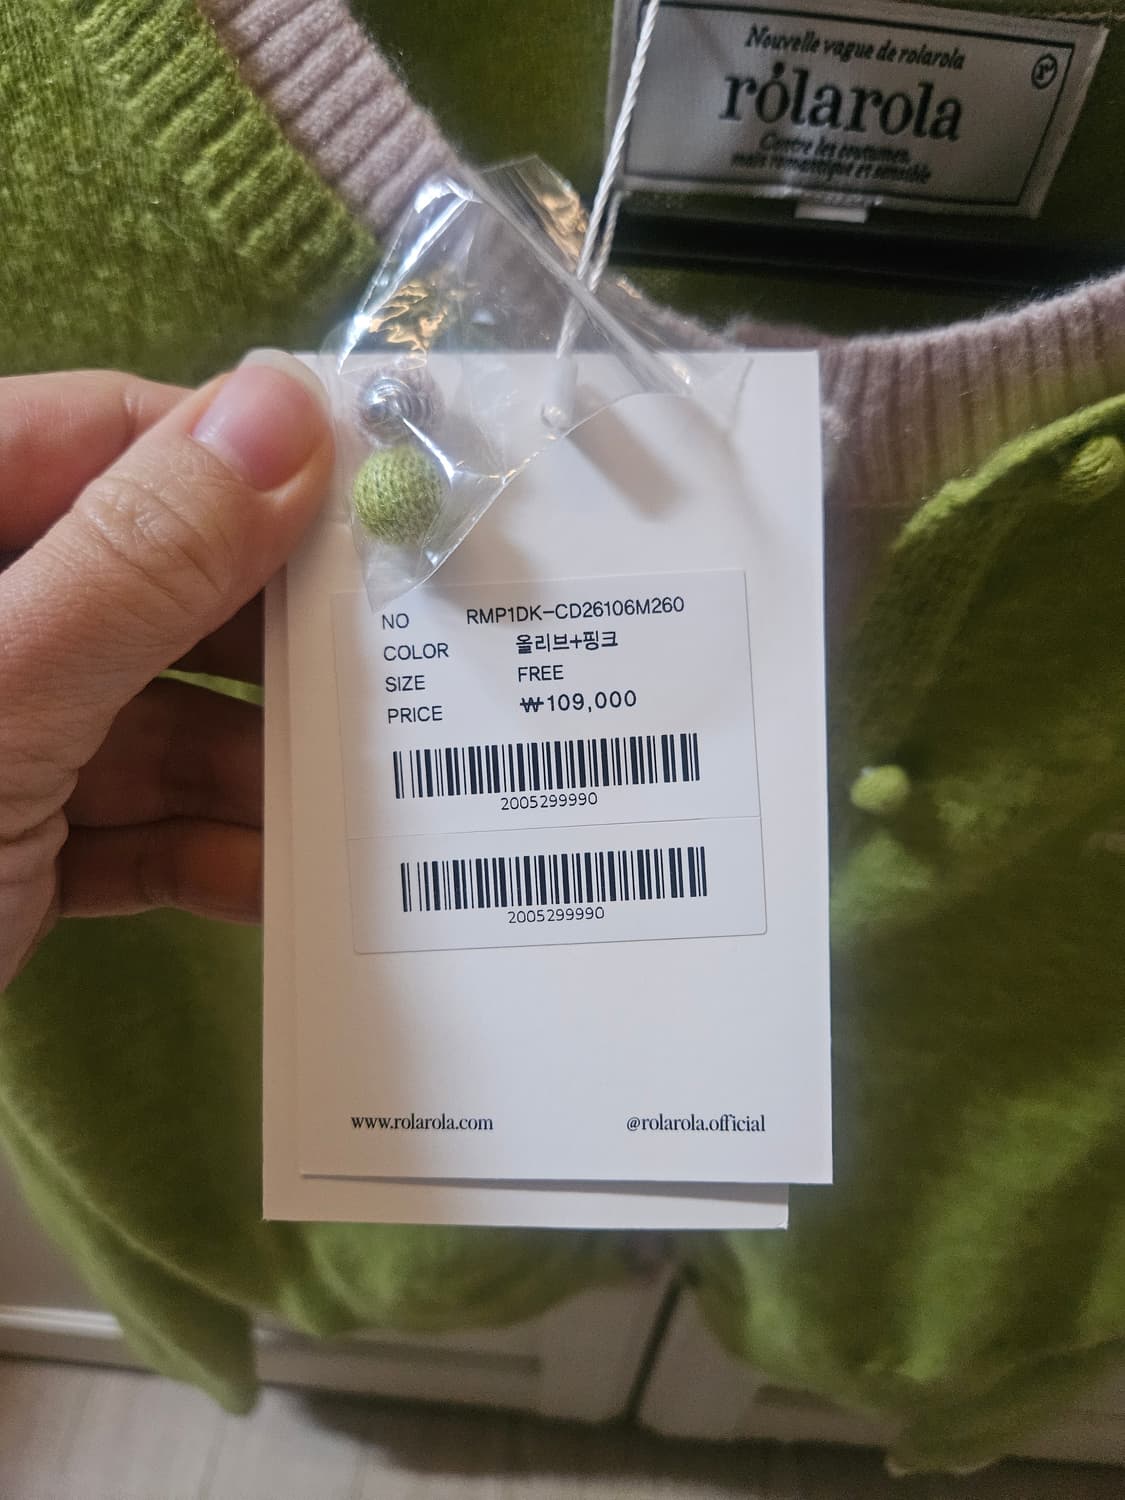 Nouvelle vague de rolarola
r
rólarola
Contre les coutumes,
mais romantique et sensible
NO RMP1DK-CD26106M260
COLOR 올리브+핑크
SIZE FREE
PRICE ₩109,000
2005299990
2005299990
www.rolarola.com @rolarola.official